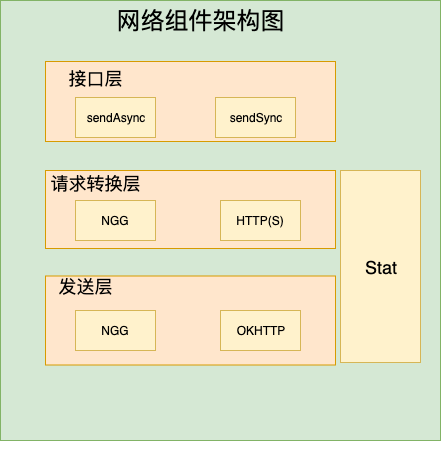 网络组件架构图
接口层
sendAsync
sendSync
请求转换层
NGG
HTTP(S)
Stat
发送层
NGG
OKHTTP